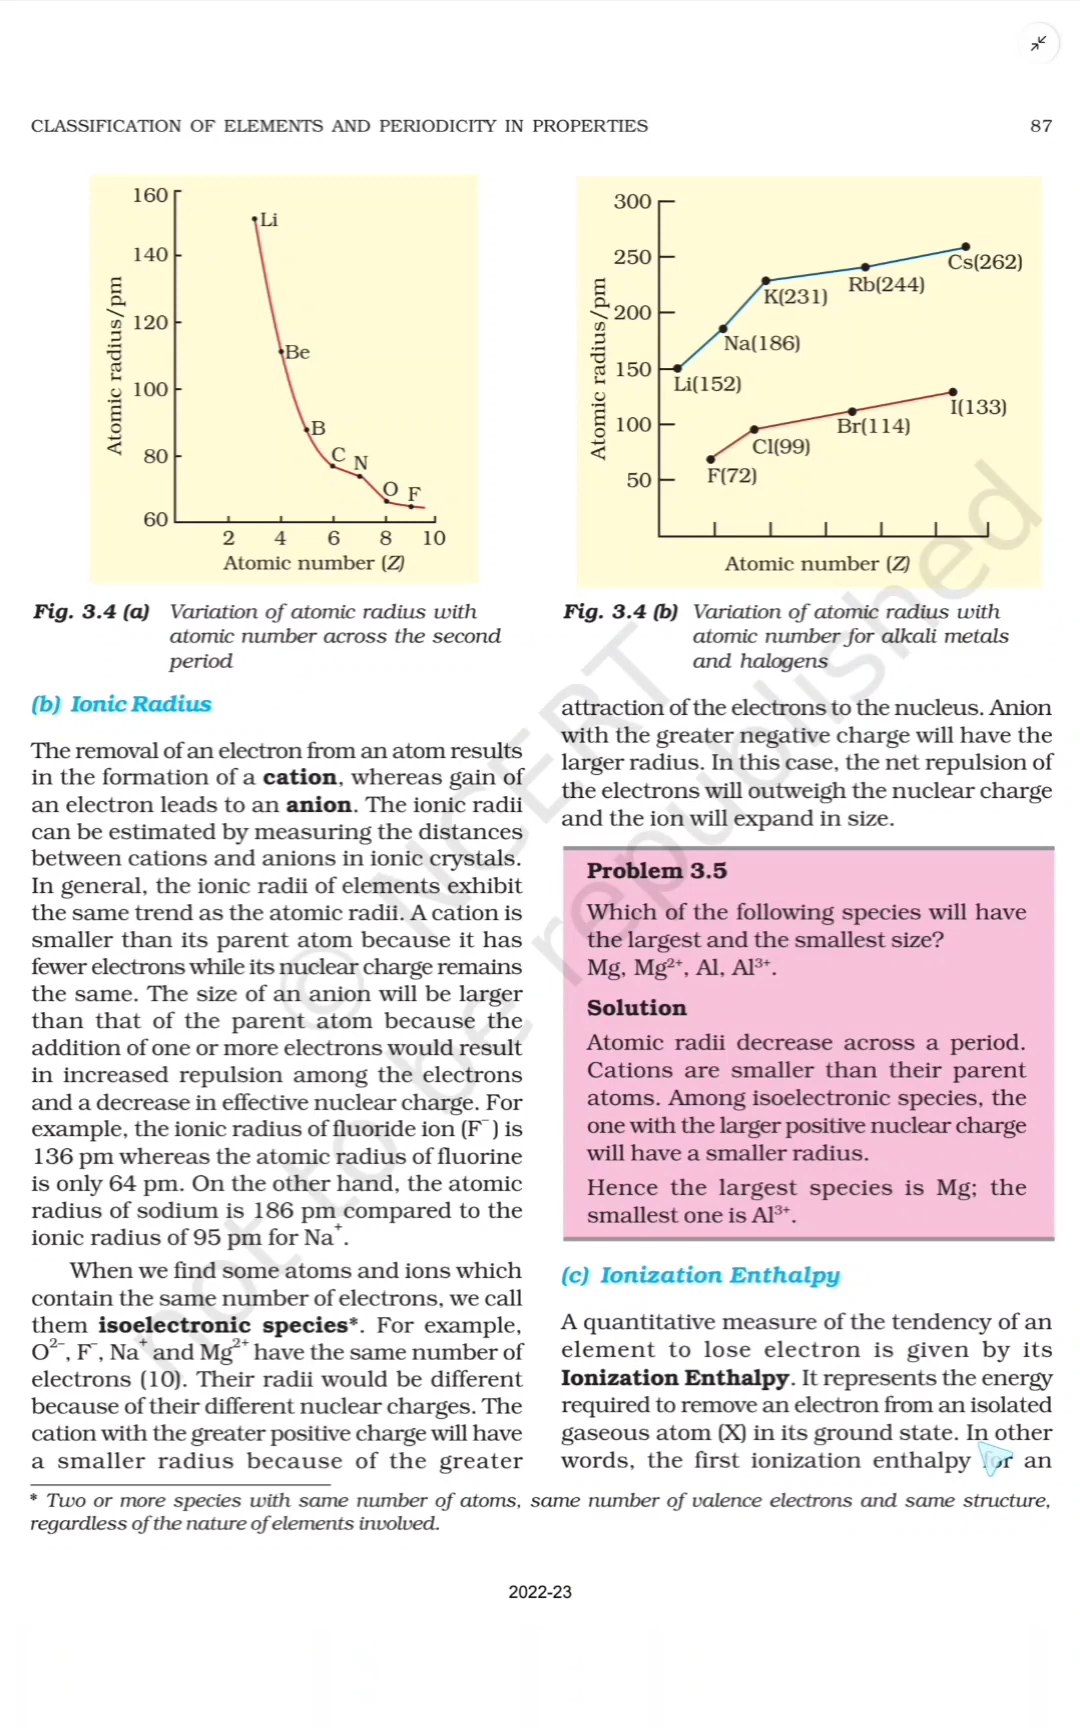 CLASSIFICATION OF ELEMENTS AND PERIODICITY IN PROPERTIES 87
160
140
120
100
80
60
Atomic radius/pm
Li
Be
B
C
N
O
F
2 4 6 8 10
Atomic number (Z)
Fig. 3.4 (a) Variation of atomic radius with
atomic number across the second
period
300
250
200
150
100
50
Atomic radius/pm
Li(152)
Na(186)
K(231)
Rb(244)
Cs(262)
F(72)
Cl(99)
Br(114)
I(133)
Atomic number (Z)
Fig. 3.4 (b) Variation of atomic radius with
atomic number for alkali metals
and halogens
(b) Ionic Radius
The removal of an electron from an atom results
in the formation of a cation, whereas gain of
an electron leads to an anion. The ionic radii
can be estimated by measuring the distances
between cations and anions in ionic crystals.
In general, the ionic radii of elements exhibit
the same trend as the atomic radii. A cation is
smaller than its parent atom because it has
fewer electrons while its nuclear charge remains
the same. The size of an anion will be larger
than that of the parent atom because the
addition of one or more electrons would result
in increased repulsion among the electrons
and a decrease in effective nuclear charge. For
example, the ionic radius of fluoride ion (F⁻) is
136 pm whereas the atomic radius of fluorine
is only 64 pm. On the other hand, the atomic
radius of sodium is 186 pm compared to the
ionic radius of 95 pm for Na⁺.
When we find some atoms and ions which
contain the same number of electrons, we call
them isoelectronic species*. For example,
O²⁻, F⁻, Na⁺ and Mg²⁺ have the same number of
electrons (10). Their radii would be different
because of their different nuclear charges. The
cation with the greater positive charge will have
a smaller radius because of the greater
attraction of the electrons to the nucleus. Anion
with the greater negative charge will have the
larger radius. In this case, the net repulsion of
the electrons will outweigh the nuclear charge
and the ion will expand in size.
Problem 3.5
Which of the following species will have
the largest and the smallest size?
Mg, Mg²⁺, Al, Al³⁺.
Solution
Atomic radii decrease across a period.
Cations are smaller than their parent
atoms. Among isoelectronic species, the
one with the larger positive nuclear charge
will have a smaller radius.
Hence the largest species is Mg; the
smallest one is Al³⁺.
(c) Ionization Enthalpy
A quantitative measure of the tendency of an
element to lose electron is given by its
Ionization Enthalpy. It represents the energy
required to remove an electron from an isolated
gaseous atom (X) in its ground state. In other
words, the first ionization enthalpy for an
* Two or more species with same number of atoms, same number of valence electrons and same structure,
regardless of the nature of elements involved.
2022-23
© NCERT
not to be republished